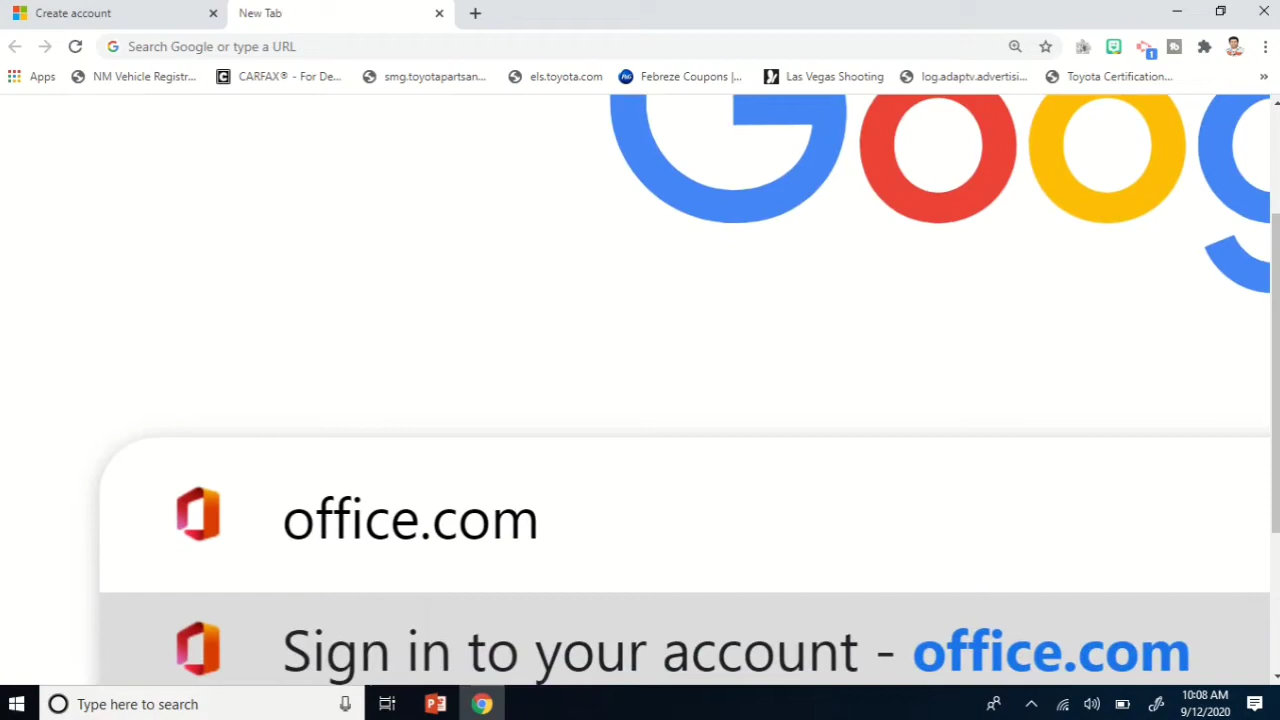 Create account
New Tab
Search Google or type a URL
Apps
NM Vehicle Registr...
CARFAX® - For De...
smg.toyotapartsan...
els.toyota.com
Febreze Coupons |...
Las Vegas Shooting
log.adaptv.advertisi...
Toyota Certification...
»
Goog
office.com
Sign in to your account - office.com
Type here to search
10:08 AM
9/12/2020